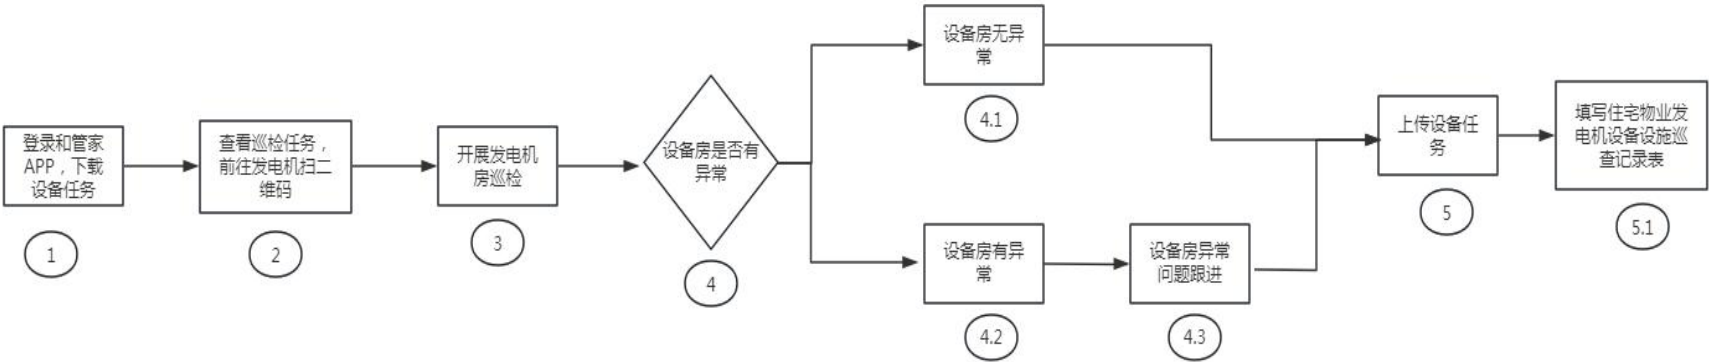 登录和管家
APP，下载
设备任务
1
查看巡检任务，
前往发电机扫二
维码
2
开展发电机
房巡检
3
设备房是否有
异常
4
设备房无异
常
4.1
设备房有异
常
4.2
设备房异常
问题跟进
4.3
上传设备任
务
5
填写住宅物业发
电机设备设施巡
查记录表
5.1